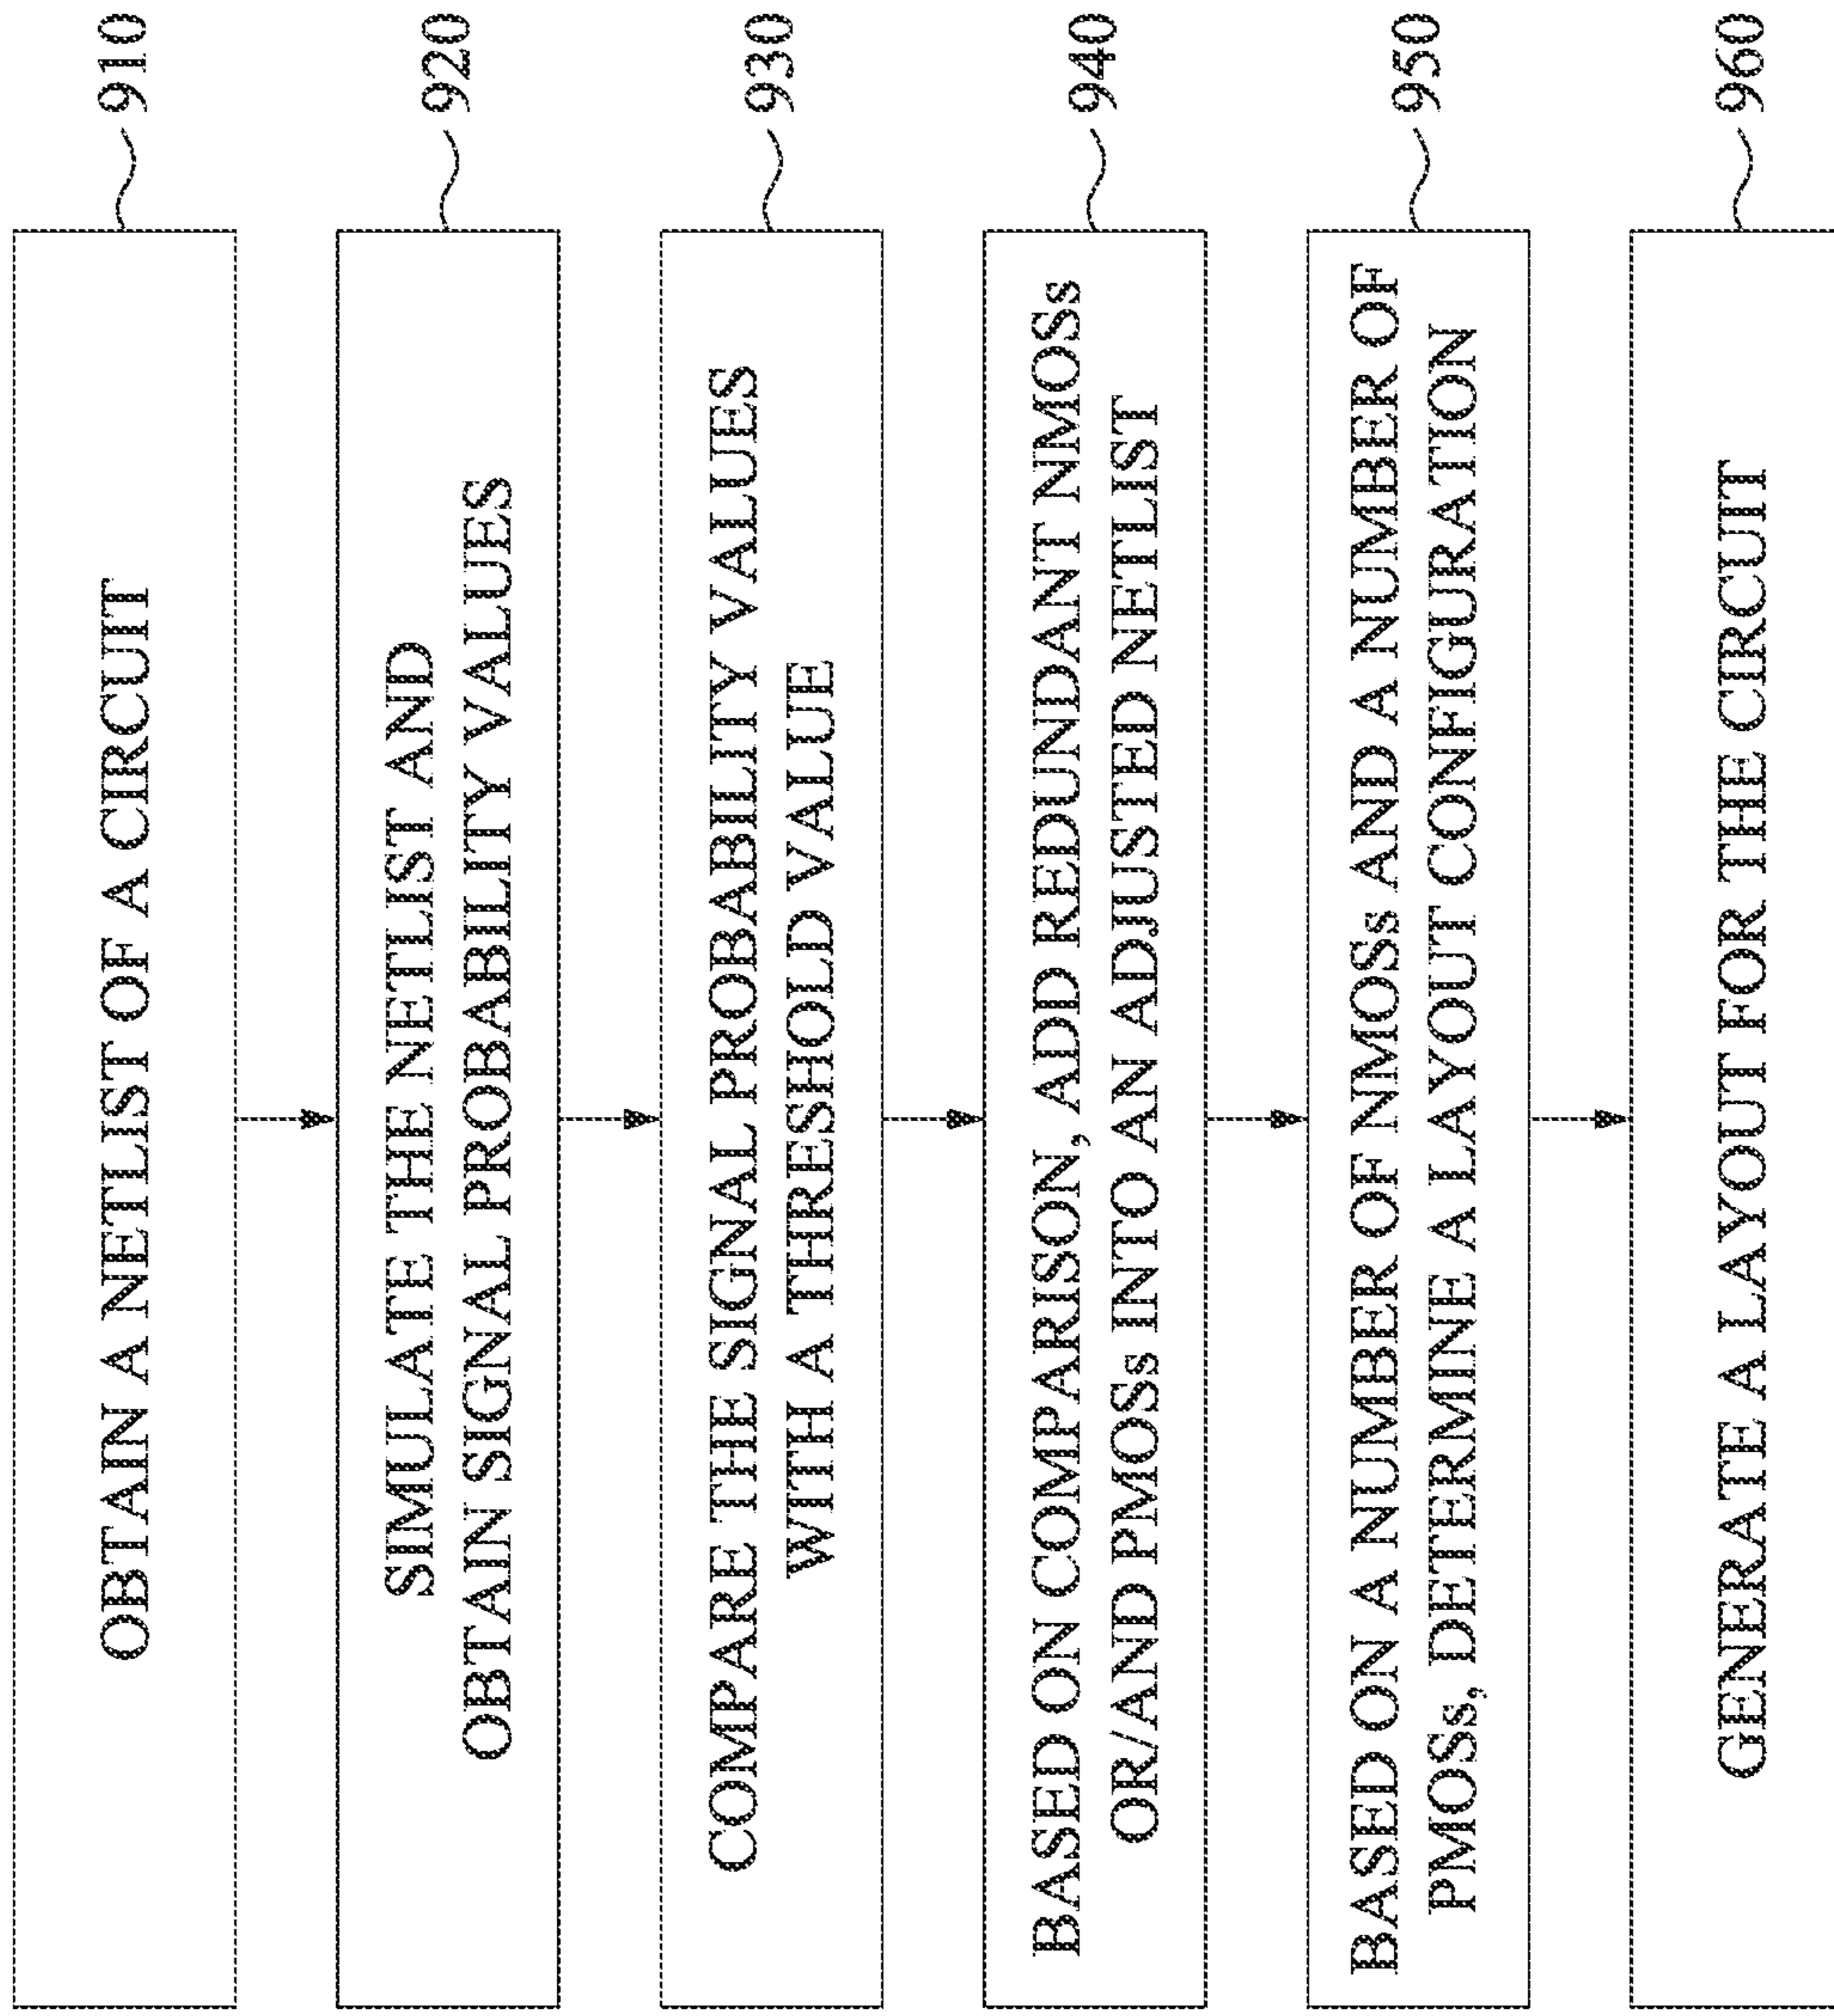 OBTAIN A NETLIST OF A CIRCUIT
910
SIMULATE THE NETLIST AND
OBTAIN SIGNAL PROBABILITY VALUES
920
COMPARE THE SIGNAL PROBABILITY VALUES
WITH A THRESHOLD VALUE
930
BASED ON COMPARISON, ADD REDUNDANT NMOSs
OR/AND PMOSs INTO AN ADJUSTED NETLIST
940
BASED ON A NUMBER OF NMOSs AND A NUMBER OF
PMOSs, DETERMINE A LAYOUT CONFIGURATION
950
GENERATE A LAYOUT FOR THE CIRCUIT
960